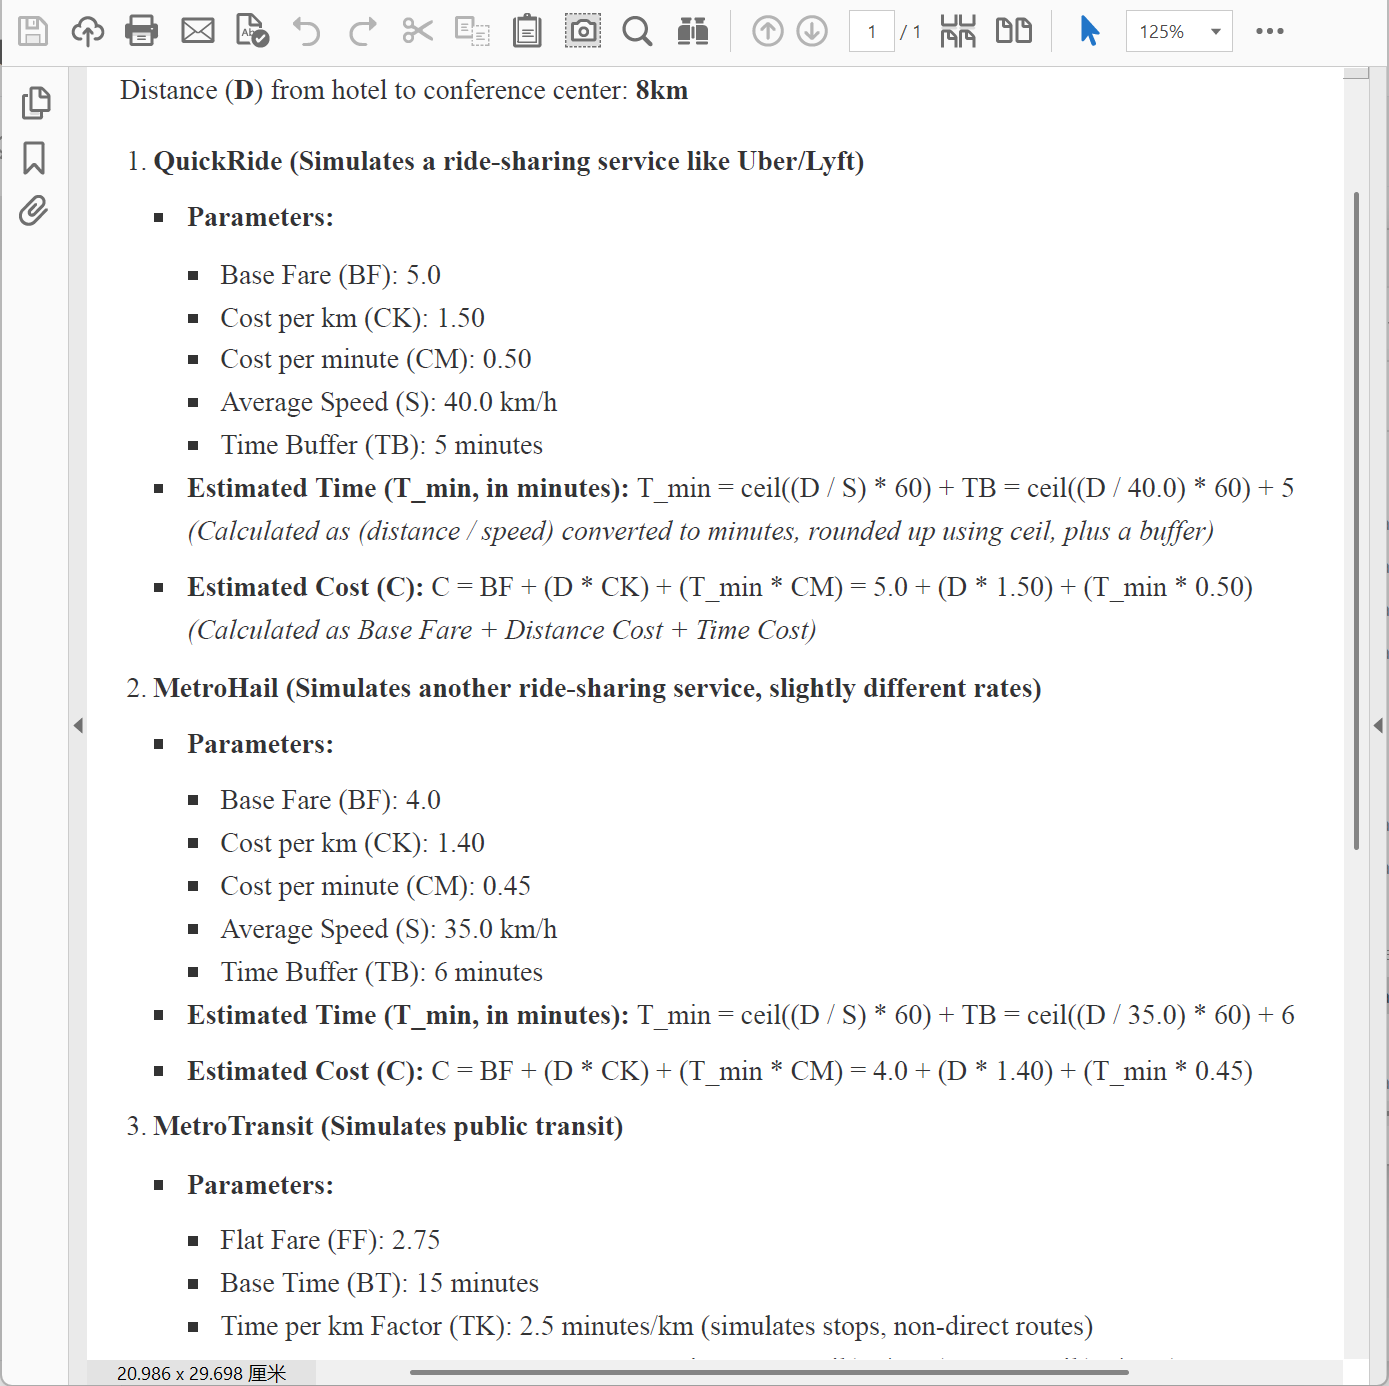 1 / 1
125%
Distance (D) from hotel to conference center: 8km
1. QuickRide (Simulates a ride-sharing service like Uber/Lyft)
Parameters:
Base Fare (BF): 5.0
Cost per km (CK): 1.50
Cost per minute (CM): 0.50
Average Speed (S): 40.0 km/h
Time Buffer (TB): 5 minutes
Estimated Time (T_min, in minutes): T_min = ceil((D / S) * 60) + TB = ceil((D / 40.0) * 60) + 5
(Calculated as (distance / speed) converted to minutes, rounded up using ceil, plus a buffer)
Estimated Cost (C): C = BF + (D * CK) + (T_min * CM) = 5.0 + (D * 1.50) + (T_min * 0.50)
(Calculated as Base Fare + Distance Cost + Time Cost)
2. MetroHail (Simulates another ride-sharing service, slightly different rates)
Parameters:
Base Fare (BF): 4.0
Cost per km (CK): 1.40
Cost per minute (CM): 0.45
Average Speed (S): 35.0 km/h
Time Buffer (TB): 6 minutes
Estimated Time (T_min, in minutes): T_min = ceil((D / S) * 60) + TB = ceil((D / 35.0) * 60) + 6
Estimated Cost (C): C = BF + (D * CK) + (T_min * CM) = 4.0 + (D * 1.40) + (T_min * 0.45)
3. MetroTransit (Simulates public transit)
Parameters:
Flat Fare (FF): 2.75
Base Time (BT): 15 minutes
Time per km Factor (TK): 2.5 minutes/km (simulates stops, non-direct routes)
20.986 x 29.698 厘米